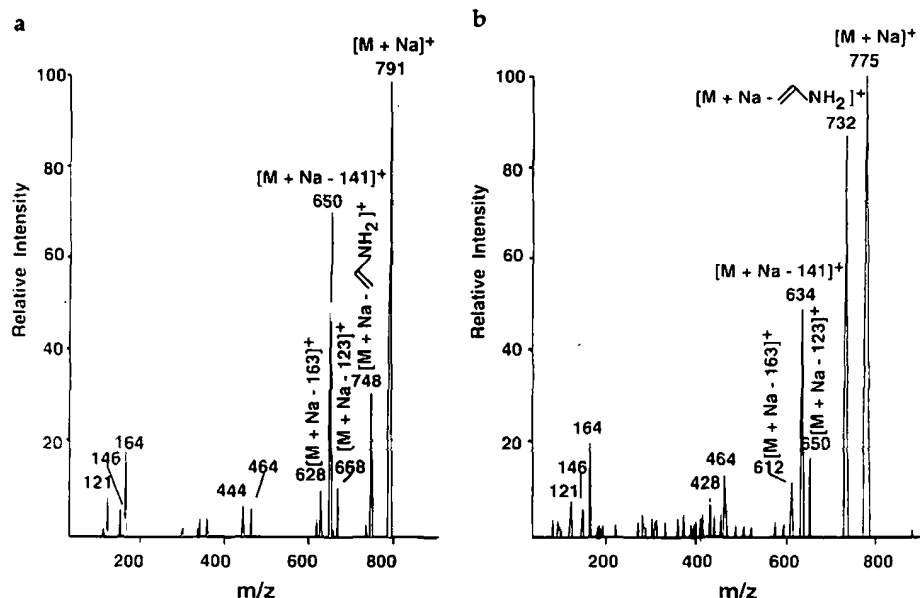 a
[M + Na]+
791
100
[M + Na - 141]+
650
[M + Na - NH2]+
748
[M + Na - 163]+
628
[M + Na - 123]+
668
80
60
40
20
Relative Intensity
146
164
121
444
464
200
400
600
800
m/z
b
[M + Na]+
775
100
[M + Na - NH2]+
732
[M + Na - 141]+
634
[M + Na - 163]+
612
[M + Na - 123]+
650
80
60
40
20
Relative Intensity
164
146
121
464
428
200
400
600
800
m/z